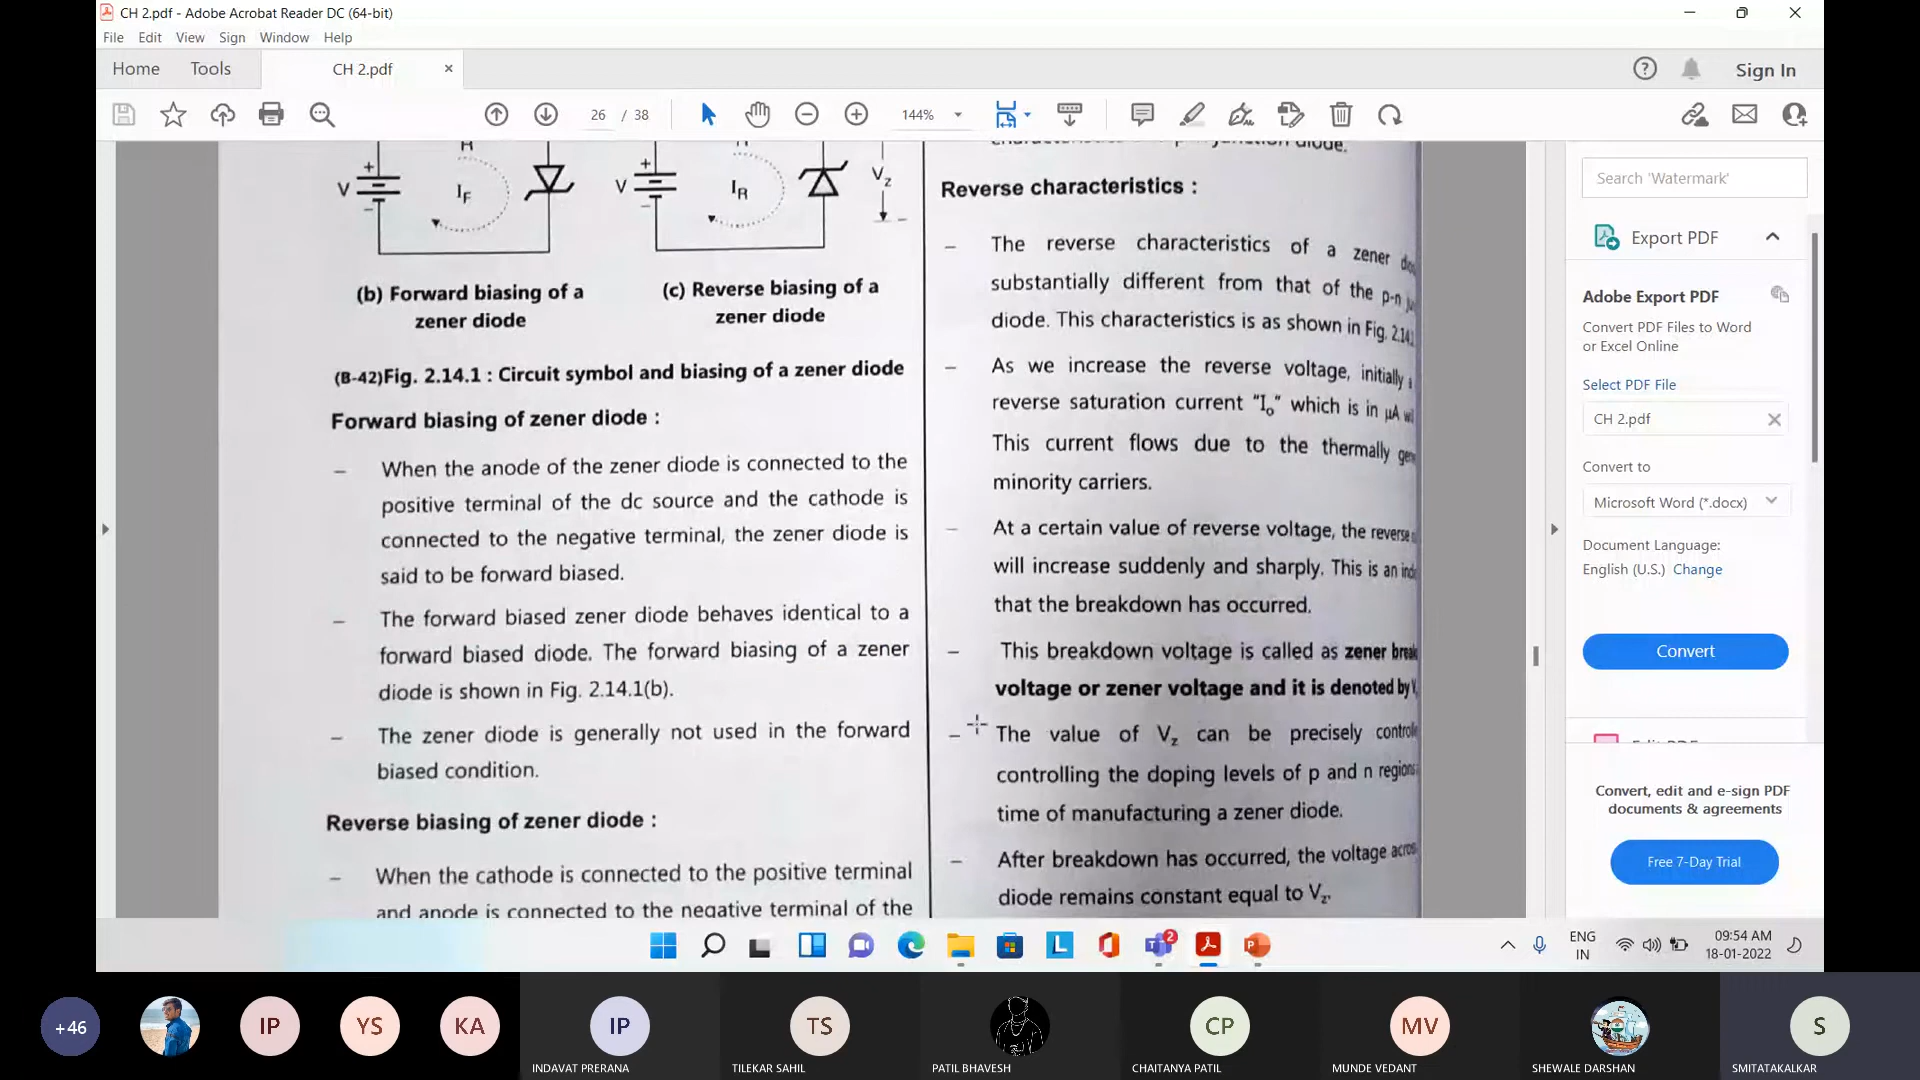 CH 2.pdf - Adobe Acrobat Reader DC (64-bit)
File Edit View Sign Window Help
Home Tools CH 2.pdf × Sign In
26 / 38 144%
V + − I_F
V + − I_R V_z −
(b) Forward biasing of a
zener diode
(c) Reverse biasing of a
zener diode
(B-42)Fig. 2.14.1 : Circuit symbol and biasing of a zener diode
Forward biasing of zener diode :
– When the anode of the zener diode is connected to the
positive terminal of the dc source and the cathode is
connected to the negative terminal, the zener diode is
said to be forward biased.
– The forward biased zener diode behaves identical to a
forward biased diode. The forward biasing of a zener
diode is shown in Fig. 2.14.1(b).
– The zener diode is generally not used in the forward
biased condition.
Reverse biasing of zener diode :
– When the cathode is connected to the positive terminal
and anode is connected to the negative terminal of the
diode.
Reverse characteristics :
– The reverse characteristics of a zener
substantially different from that of the p-n
diode. This characteristics is as shown in Fig. 2.14.
– As we increase the reverse voltage, initially
reverse saturation current "I_o" which is in μA
This current flows due to the thermally
minority carriers.
– At a certain value of reverse voltage, the reverse
will increase suddenly and sharply. This is an
that the breakdown has occurred.
– This breakdown voltage is called as zener
voltage or zener voltage and it is denoted by
– The value of V_z can be precisely
controlling the doping levels of p and n regions
time of manufacturing a zener diode.
– After breakdown has occurred, the voltage
diode remains constant equal to V_z.
Search 'Watermark'
Export PDF
Adobe Export PDF
Convert PDF Files to Word
or Excel Online
Select PDF File
CH 2.pdf
Convert to
Microsoft Word (*.docx)
Document Language:
English (U.S.) Change
Convert
Convert, edit and e-sign PDF
documents & agreements
Free 7-Day Trial
2
ENG
IN
09:54 AM
18-01-2022
+46 IP YS KA IP TS CP MV S
INDAVAT PRERANA TILEKAR SAHIL PATIL BHAVESH CHAITANYA PATIL MUNDE VEDANT SHEWALE DARSHAN SMITATAKALKAR